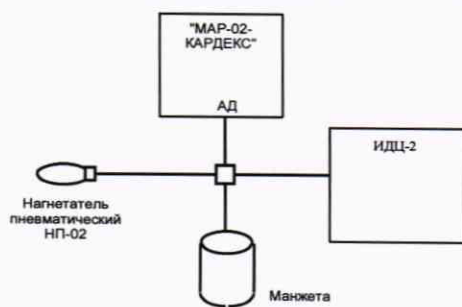 "МАР-02-
КАРДЕКС"
АД
ИДЦ-2
Нагнетатель
пневматический
НП-02
Манжета